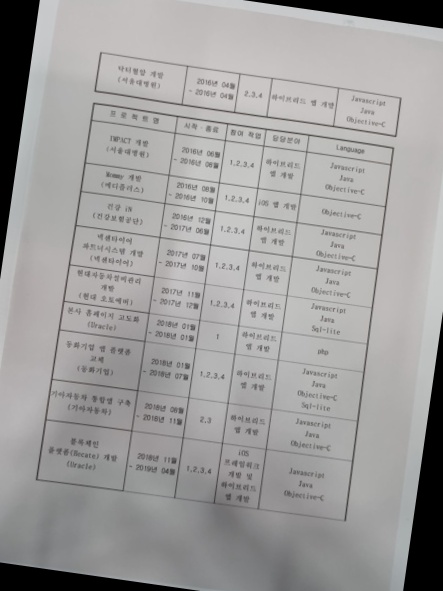 닥터혈압 개발
(서울대병원)
2016년 04월
- 2016년 04월
2,3,4
하이브리드 앱 개발
Javascript
Java
Objective-C
프로젝트명
시작·종료
참여 작업
담당분야
Language
IMPACT 개발
(서울대병원)
2016년 06월
- 2016년 08월
1,2,3,4
하이브리드
앱 개발
Javascript
Java
Objective-C
Mommy 개발
(메디플러스)
2016년 08월
- 2016년 10월
1,2,3,4
iOS 앱 개발
Objective-C
건강 iN
(건강보험공단)
2016년 12월
- 2017년 06월
1,2,3,4
하이브리드
앱 개발
Javascript
Java
Objective-C
넥센타이어
파트너시스템 개발
(넥센타이어)
2017년 07월
- 2017년 10월
1,2,3,4
하이브리드
앱 개발
Javascript
Java
Objective-C
현대자동차정비관리
개발
(현대 오토에버)
2017년 11월
- 2017년 12월
1,2,3,4
하이브리드
앱 개발
Javascript
Java
Sql-lite
본사 홈페이지 고도화
(Uracle)
2018년 01월
- 2018년 01월
1
하이브리드
앱 개발
php
동화기업 앱 플랫폼
교체
(동화기업)
2018년 01월
- 2018년 07월
1,2,3,4
하이브리드
앱 개발
Javascript
Java
Objective-C
Sql-lite
기아자동차 통합앱 구축
(기아자동차)
2018년 08월
- 2018년 11월
2,3
하이브리드
앱 개발
Javascript
Java
Objective-C
블록체인
플랫폼(Hecate) 개발
(Uracle)
2018년 11월
- 2019년 04월
1,2,3,4
iOS
프레임워크
개발 및
하이브리드
앱 개발
Javascript
Java
Objective-C